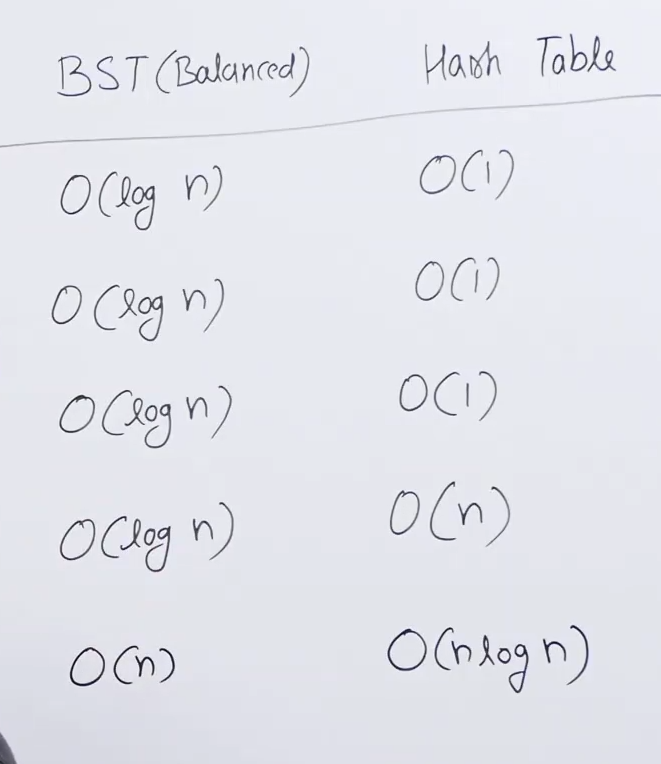 BST (Balanced) Hash Table
O(log n) O(1)
O(log n) O(1)
O(log n) O(1)
O(log n) O(n)
O(n) O(n log n)